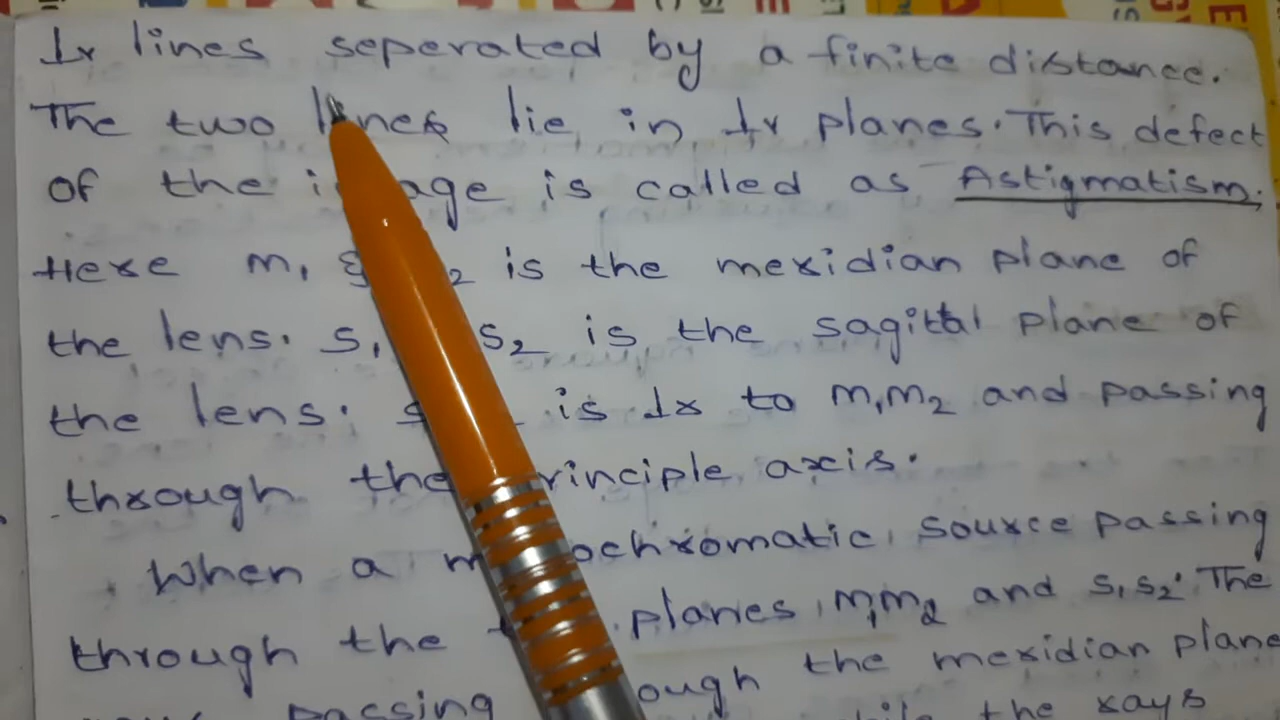 ⊥r lines seperated by a finite distance.
The two lines lie in ⊥r planes. This defect
of the image is called as Astigmatism.
Here M1 & 2 is the meridian plane of
the lens. S1 S2 is the sagittal plane of
the lens. S is ⊥r to M1M2 and passing
through the rinciple axis.
When a m ochromatic source passing
through the t planes M1M2 and S1S2. The
passing ough the meridian plane
the rays